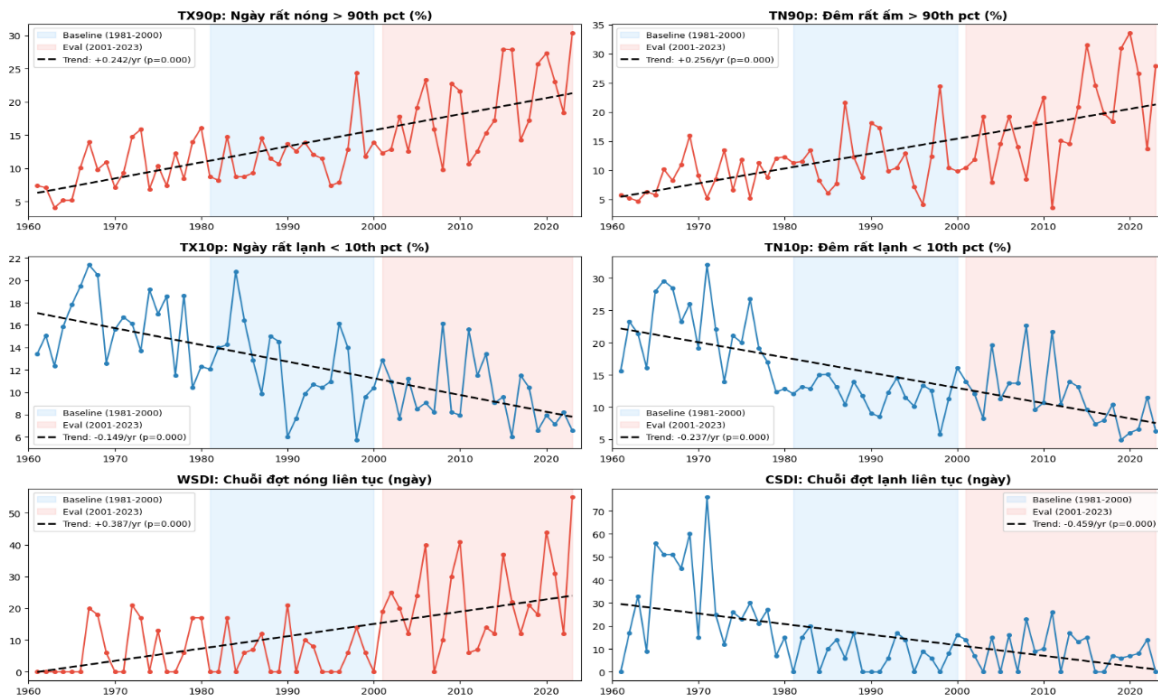 TX90p: Ngày rất nóng > 90th pct (%)
Baseline (1981-2000)
Eval (2001-2023)
Trend: +0.242/yr (p=0.000)
30
25
20
15
10
5
1960 1970 1980 1990 2000 2010 2020
TN90p: Đêm rất ấm > 90th pct (%)
Baseline (1981-2000)
Eval (2001-2023)
Trend: +0.256/yr (p=0.000)
35
30
25
20
15
10
5
1960 1970 1980 1990 2000 2010 2020
TX10p: Ngày rất lạnh < 10th pct (%)
22
20
18
16
14
12
10
8
6
Baseline (1981-2000)
Eval (2001-2023)
Trend: -0.149/yr (p=0.000)
1960 1970 1980 1990 2000 2010 2020
TN10p: Đêm rất lạnh < 10th pct (%)
30
25
20
15
10
5
Baseline (1981-2000)
Eval (2001-2023)
Trend: -0.237/yr (p=0.000)
1960 1970 1980 1990 2000 2010 2020
WSDI: Chuỗi đợt nóng liên tục (ngày)
Baseline (1981-2000)
Eval (2001-2023)
Trend: +0.387/yr (p=0.000)
50
40
30
20
10
0
1960 1970 1980 1990 2000 2010 2020
CSDI: Chuỗi đợt lạnh liên tục (ngày)
Baseline (1981-2000)
Eval (2001-2023)
Trend: -0.459/yr (p=0.000)
70
60
50
40
30
20
10
0
1960 1970 1980 1990 2000 2010 2020